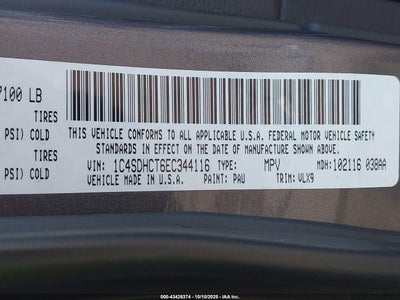 7100 LB
TIRES
PSI) COLD
TIRES
PSI) COLD
THIS VEHICLE CONFORMS TO ALL APPLICABLE U.S.A. FEDERAL MOTOR VEHICLE SAFETY
STANDARDS IN EFFECT ON THE DATE OF MANUFACTURE SHOWN ABOVE.
VIN: 1C4SDHCT6EC344116 TYPE: MPV MDH: 102116 038AA
VEHICLE MADE IN U.S.A. PAINT: PAU TRIM: VLX9
000-43426374 - 10/10/2025 - IAA Inc.